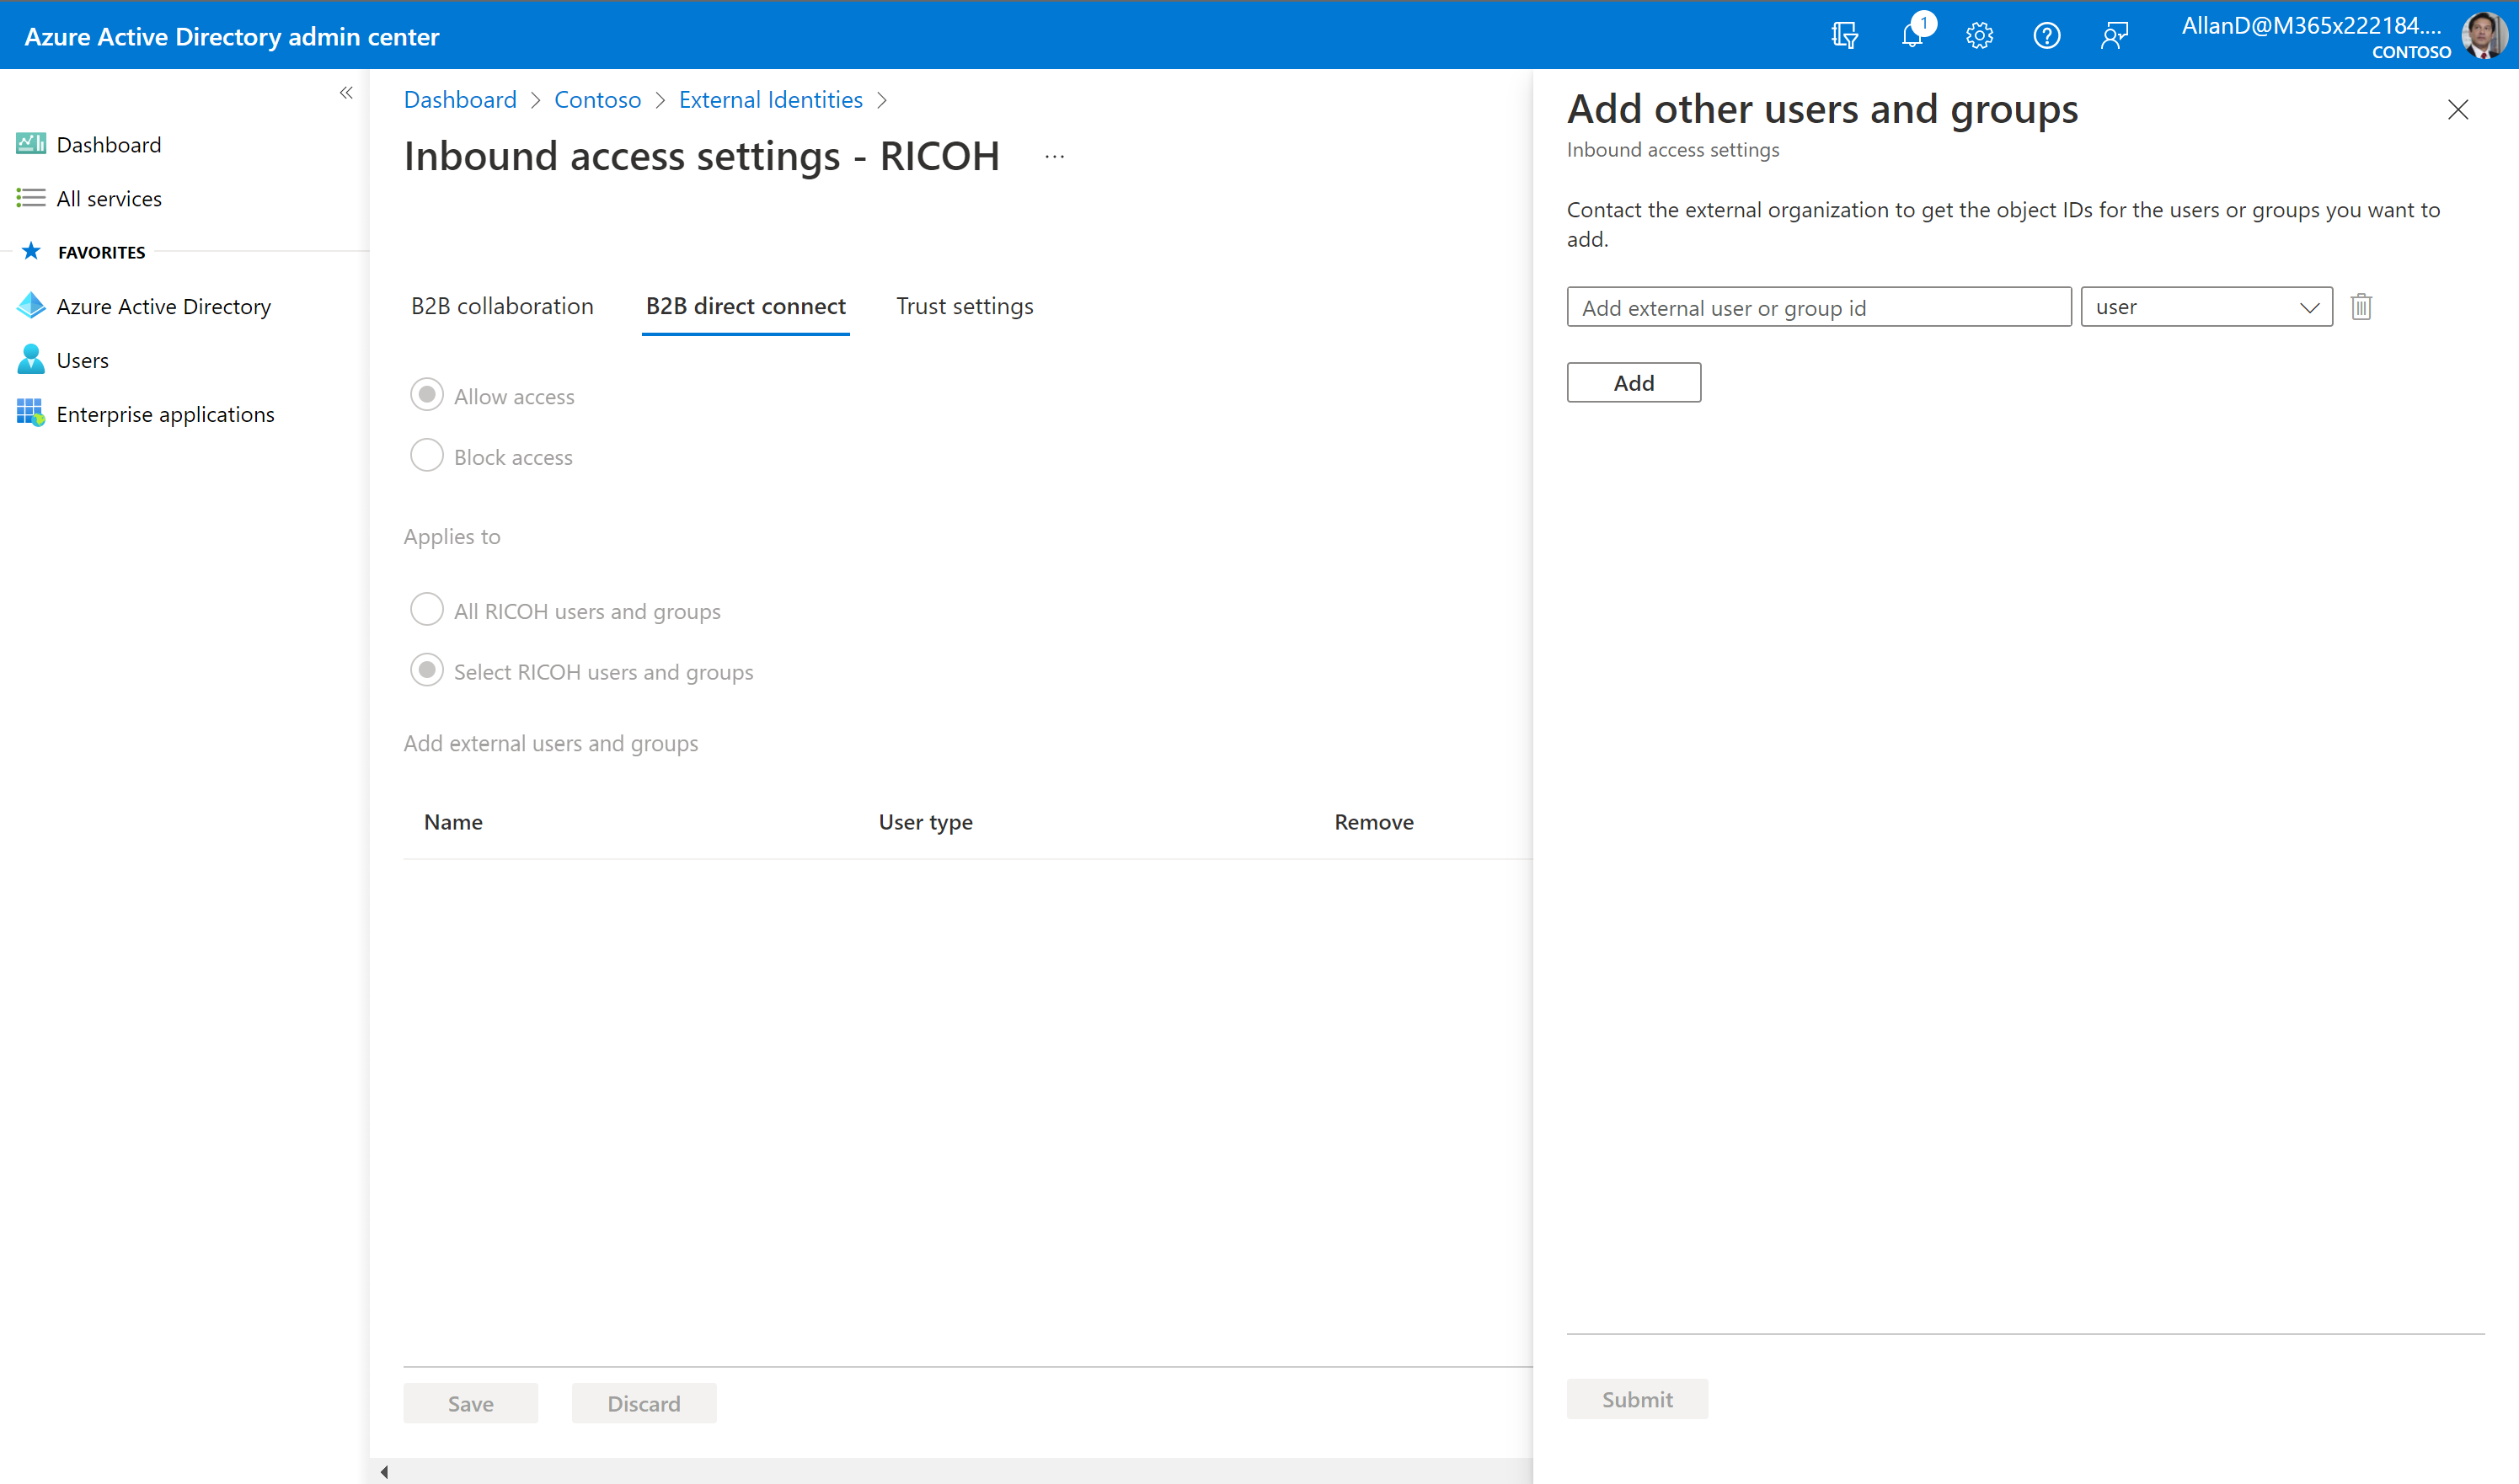 Azure Active Directory admin center
1
AllanD@M365x222184....
CONTOSO
Dashboard
All services
FAVORITES
Azure Active Directory
Users
Enterprise applications
Dashboard > Contoso > External Identities >
Inbound access settings - RICOH ...
B2B collaboration B2B direct connect Trust settings
Allow access
Block access
Applies to
All RICOH users and groups
Select RICOH users and groups
Add external users and groups
Name User type Remove
Save Discard
Add other users and groups
Inbound access settings
Contact the external organization to get the object IDs for the users or groups you want to
add.
Add external user or group id user
Add
Submit